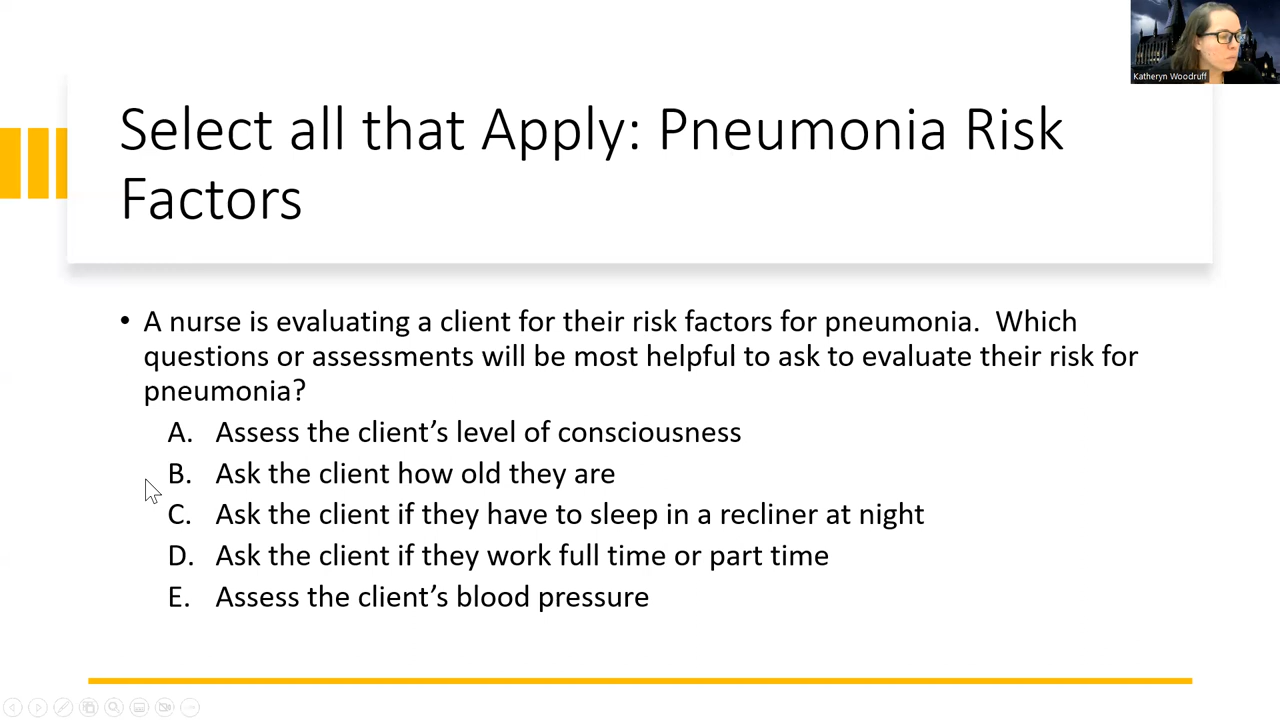 Katheryn Woodruff
Select all that Apply: Pneumonia Risk
Factors
• A nurse is evaluating a client for their risk factors for pneumonia.  Which
questions or assessments will be most helpful to ask to evaluate their risk for
pneumonia?
A. Assess the client’s level of consciousness
B. Ask the client how old they are
C. Ask the client if they have to sleep in a recliner at night
D. Ask the client if they work full time or part time
E. Assess the client’s blood pressure